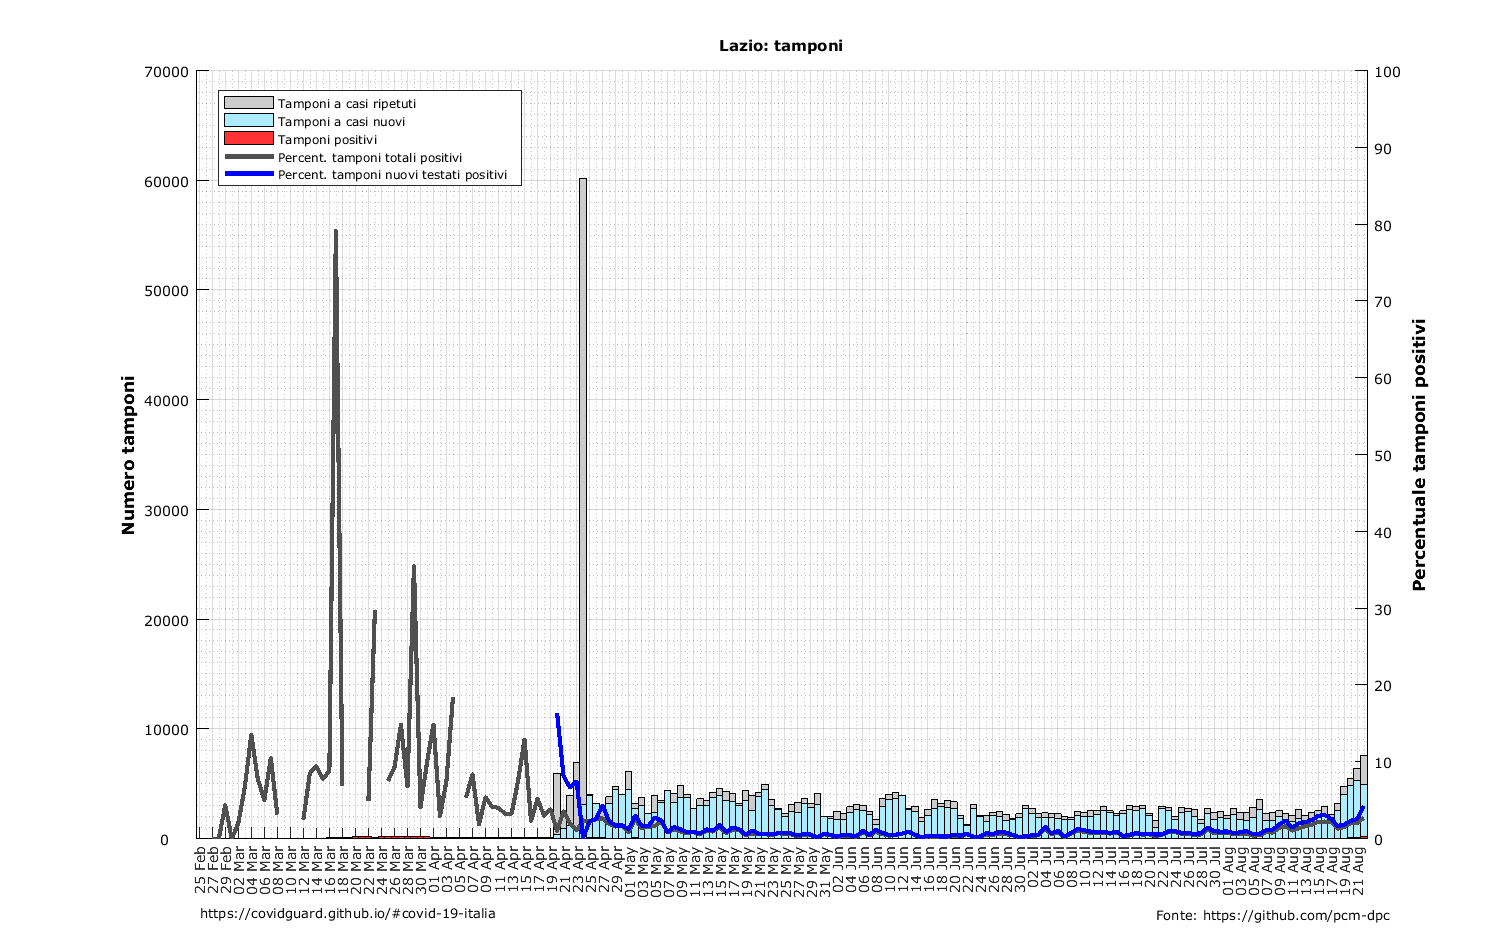 Lazio: tamponi
70000
60000
50000
40000
30000
20000
10000
0
Numero tamponi
Tamponi a casi ripetuti
Tamponi a casi nuovi
Tamponi positivi
Percent. tamponi totali positivi
Percent. tamponi nuovi testati positivi
100
90
80
70
60
50
40
30
20
10
0
Percentuale tamponi positivi
25 Feb
27 Feb
29 Feb
02 Mar
04 Mar
06 Mar
08 Mar
10 Mar
12 Mar
14 Mar
16 Mar
18 Mar
20 Mar
22 Mar
24 Mar
26 Mar
28 Mar
30 Mar
01 Apr
03 Apr
05 Apr
07 Apr
09 Apr
11 Apr
13 Apr
15 Apr
17 Apr
19 Apr
21 Apr
23 Apr
25 Apr
27 Apr
29 Apr
01 May
03 May
05 May
07 May
09 May
11 May
13 May
15 May
17 May
19 May
21 May
23 May
25 May
27 May
29 May
31 May
02 Jun
04 Jun
06 Jun
08 Jun
10 Jun
12 Jun
14 Jun
16 Jun
18 Jun
20 Jun
22 Jun
24 Jun
26 Jun
28 Jun
30 Jun
02 Jul
04 Jul
06 Jul
08 Jul
10 Jul
12 Jul
14 Jul
16 Jul
18 Jul
20 Jul
22 Jul
24 Jul
26 Jul
28 Jul
30 Jul
01 Aug
03 Aug
05 Aug
07 Aug
09 Aug
11 Aug
13 Aug
15 Aug
17 Aug
19 Aug
21 Aug
https://covidguard.github.io/#covid-19-italia
Fonte: https://github.com/pcm-dpc